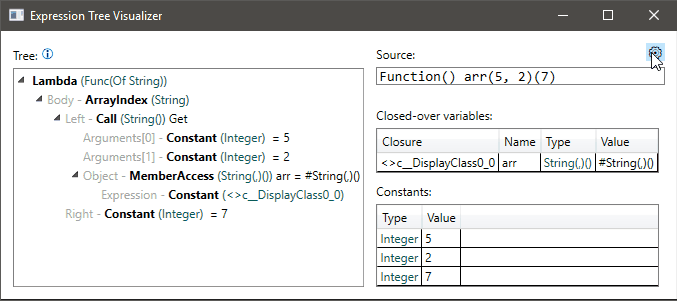 Expression Tree Visualizer
Tree:
Lambda (Func(Of String))
Body - ArrayIndex (String)
Left - Call (String()) Get
Arguments[0] - Constant (Integer) = 5
Arguments[1] - Constant (Integer) = 2
Object - MemberAccess (String(,)()) arr = #String(,)()
Expression - Constant (<>c__DisplayClass0_0)
Right - Constant (Integer) = 7
Source:
Function() arr(5, 2)(7)
Closed-over variables:
Closure Name Type Value
<>c__DisplayClass0_0 arr String(,)() #String(,)()
Constants:
Type Value
Integer 5
Integer 2
Integer 7